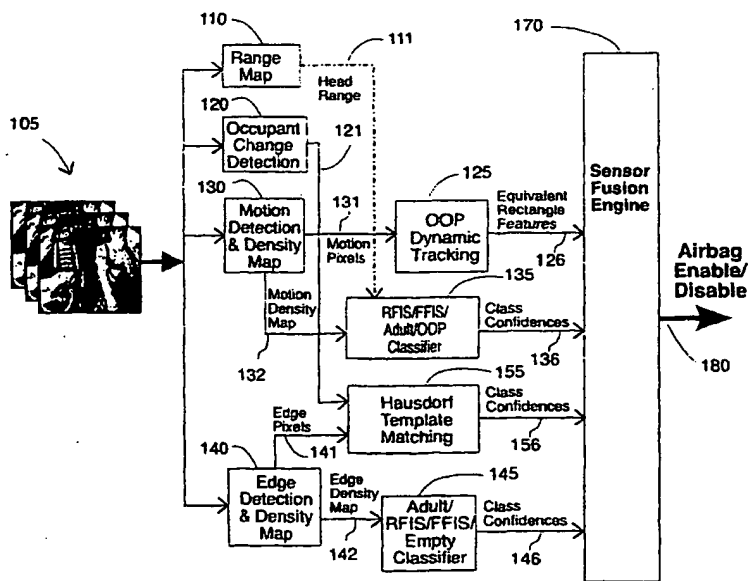 110
111
170
Range
Map
Head
Range
105
120
121
Occupant
Change
Detection
125
Sensor
Fusion
Engine
130
131
Motion
Detection
& Density
Map
Motion
Pixels
OOP
Dynamic
Tracking
Equivalent
Rectangle
Features
126
Airbag
Enable/
Disable
135
Motion
Density
Map
132
RFIS/FFIS/
Adult/OOP
Classifier
Class
Confidences
136
180
155
Hausdorf
Template
Matching
Class
Confidences
156
Edge
Pixels
141
140
145
Edge
Detection
& Density
Map
Edge
Density
Map
142
Adult/
RFIS/FFIS/
Empty
Classifier
Class
Confidences
146